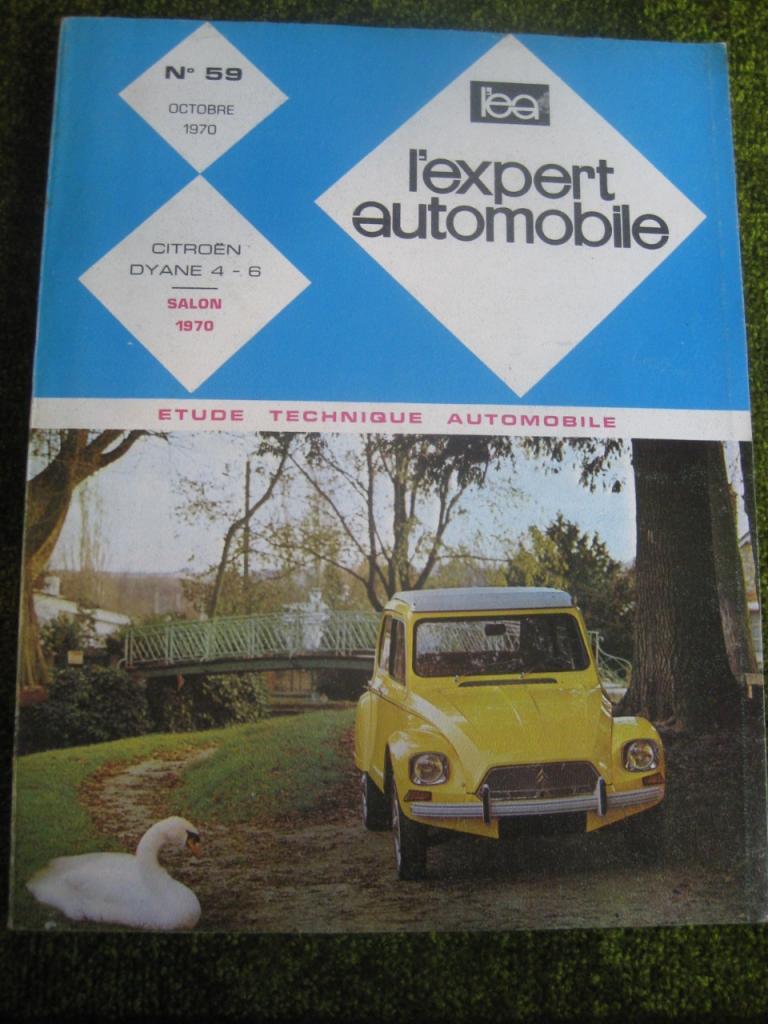 N° 59
OCTOBRE
1970
CITROËN
DYANE 4 - 6
SALON
1970
l'ea
l'expert
automobile
ETUDE TECHNIQUE AUTOMOBILE